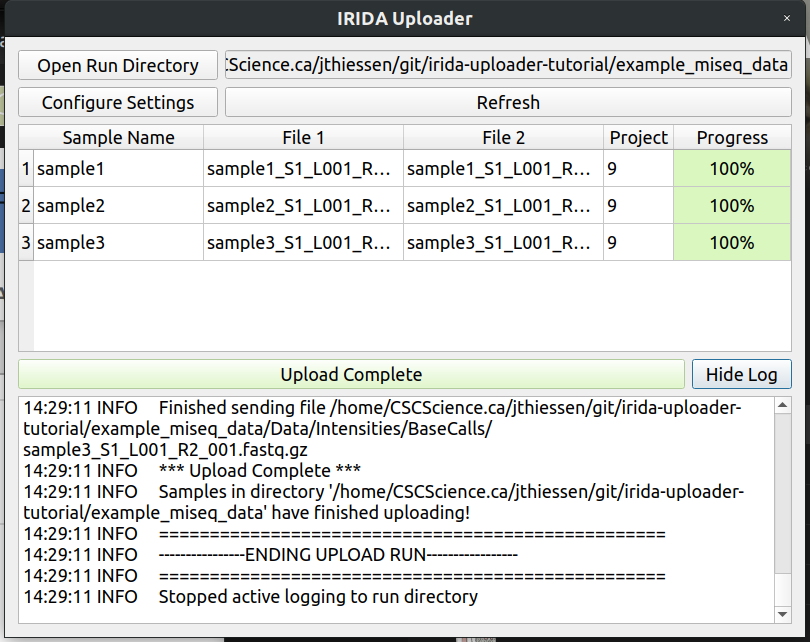 IRIDA Uploader
×
Open Run Directory
CScience.ca/jthiessen/git/irida-uploader-tutorial/example_miseq_data
Configure Settings
Refresh
Sample Name File 1 File 2 Project Progress
1 sample1 sample1_S1_L001_R... sample1_S1_L001_R... 9 100%
2 sample2 sample2_S1_L001_R... sample2_S1_L001_R... 9 100%
3 sample3 sample3_S1_L001_R... sample3_S1_L001_R... 9 100%
Upload Complete
Hide Log
14:29:11 INFO Finished sending file /home/CSCScience.ca/jthiessen/git/irida-uploader-
tutorial/example_miseq_data/Data/Intensities/BaseCalls/
sample3_S1_L001_R2_001.fastq.gz
14:29:11 INFO *** Upload Complete ***
14:29:11 INFO Samples in directory '/home/CSCScience.ca/jthiessen/git/irida-uploader-
tutorial/example_miseq_data' have finished uploading!
14:29:11 INFO ==================================================
14:29:11 INFO ----------------ENDING UPLOAD RUN-----------------
14:29:11 INFO ==================================================
14:29:11 INFO Stopped active logging to run directory